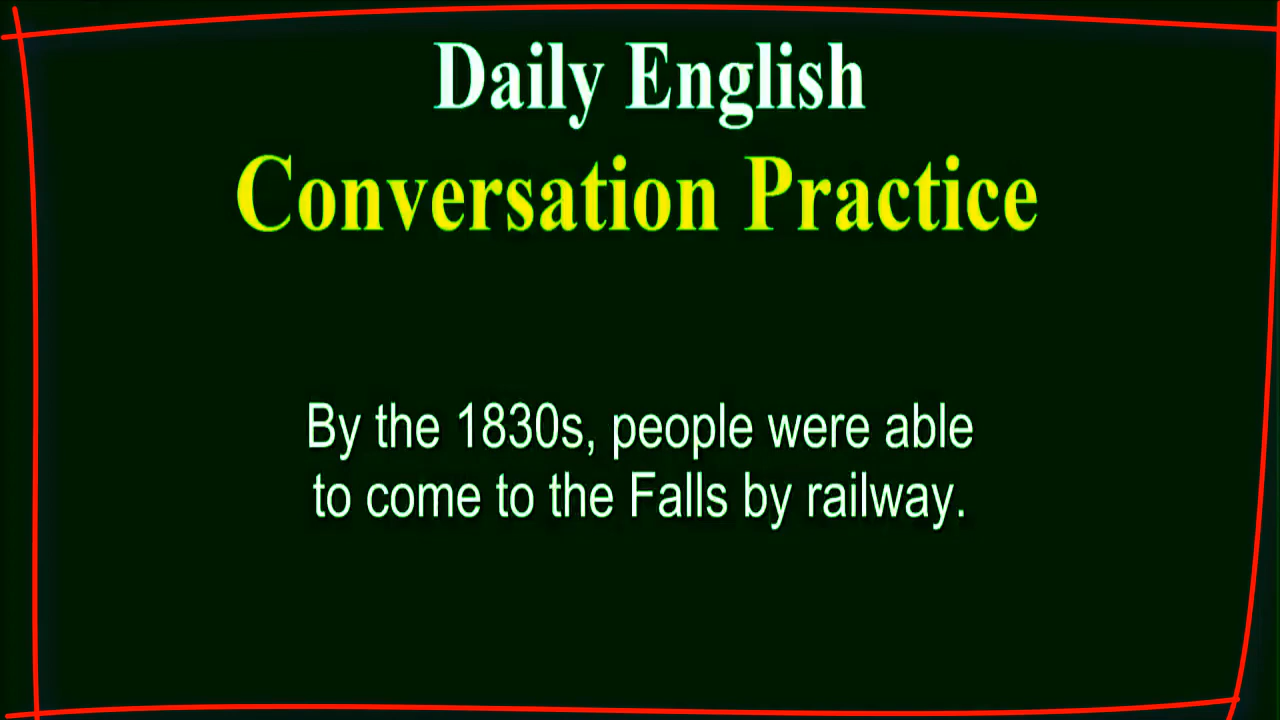 Daily English
Conversation Practice
By the 1830s, people were able
to come to the Falls by railway.